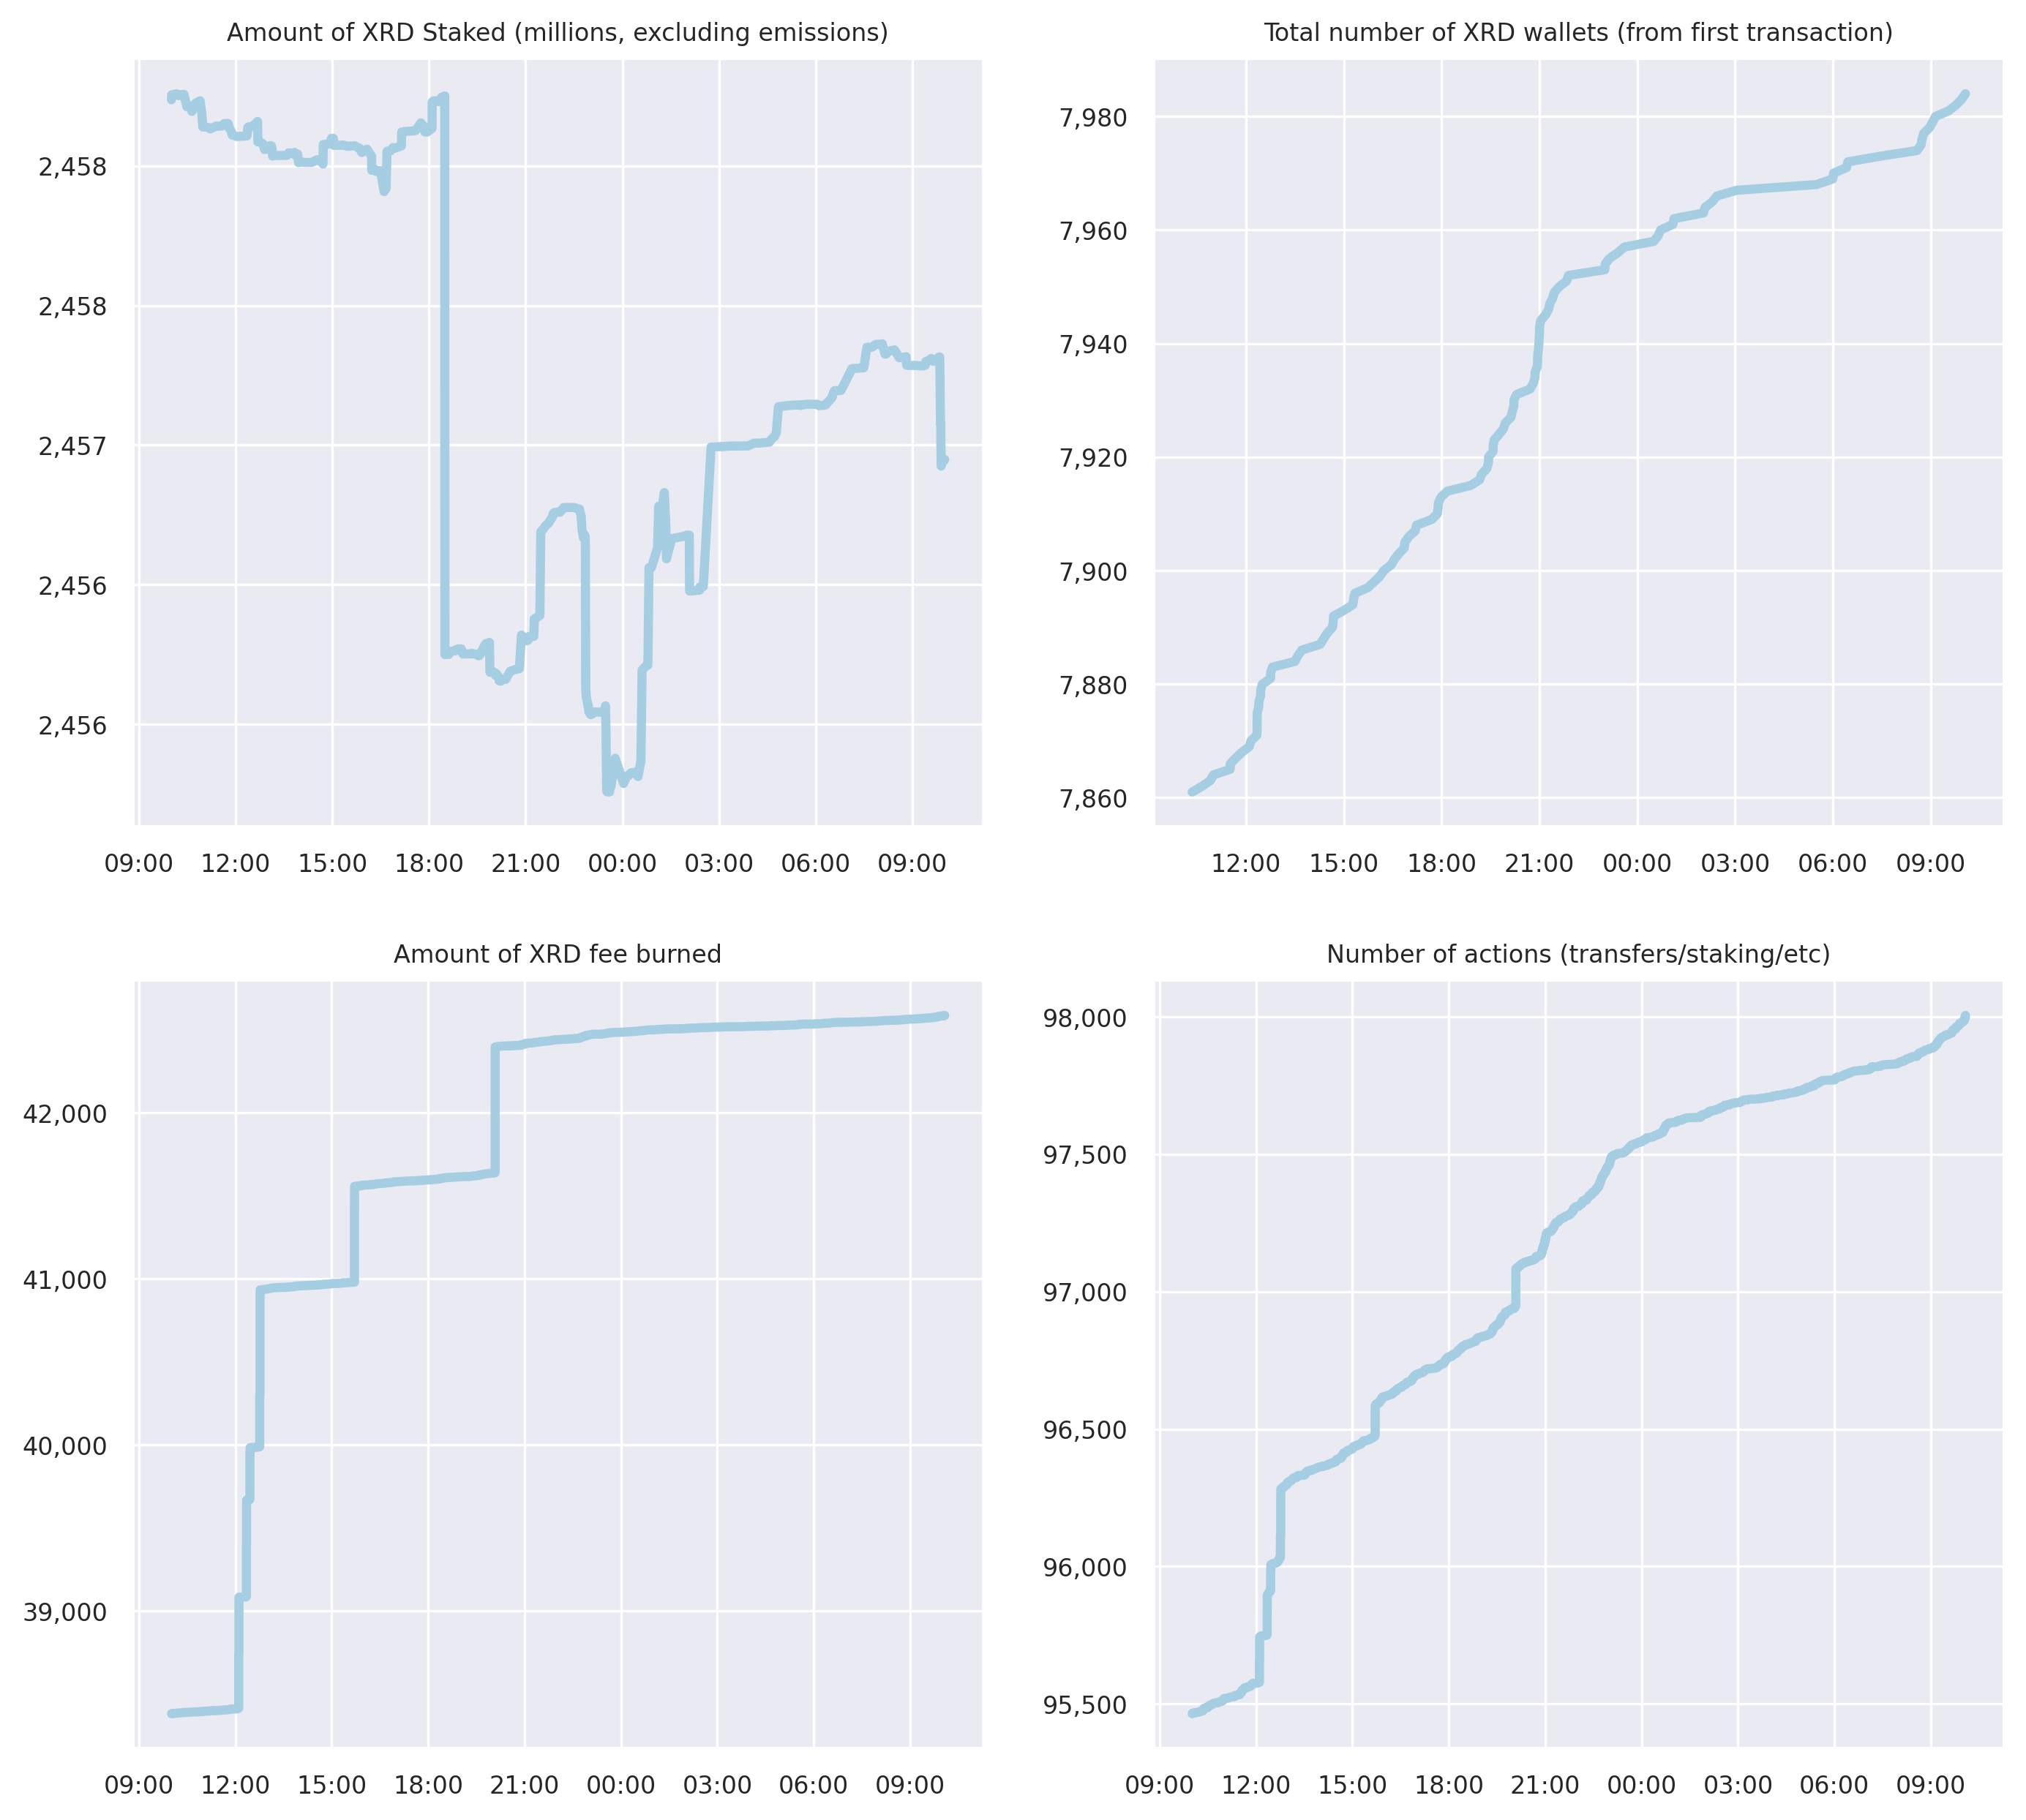 Amount of XRD Staked (millions, excluding emissions)
2,458
2,458
2,457
2,456
2,456
09:00 12:00 15:00 18:00 21:00 00:00 03:00 06:00 09:00
Total number of XRD wallets (from first transaction)
7,980
7,960
7,940
7,920
7,900
7,880
7,860
12:00 15:00 18:00 21:00 00:00 03:00 06:00 09:00
Amount of XRD fee burned
42,000
41,000
40,000
39,000
09:00 12:00 15:00 18:00 21:00 00:00 03:00 06:00 09:00
Number of actions (transfers/staking/etc)
98,000
97,500
97,000
96,500
96,000
95,500
09:00 12:00 15:00 18:00 21:00 00:00 03:00 06:00 09:00